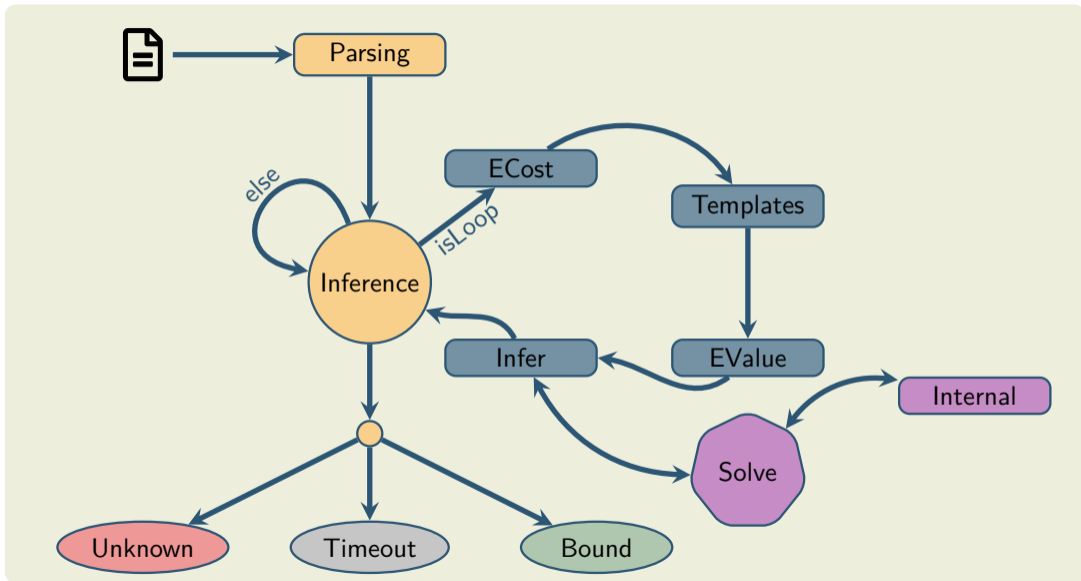 Parsing
ECost
else
Templates
isLoop
Inference
Infer
EValue
Internal
Solve
Unknown
Timeout
Bound